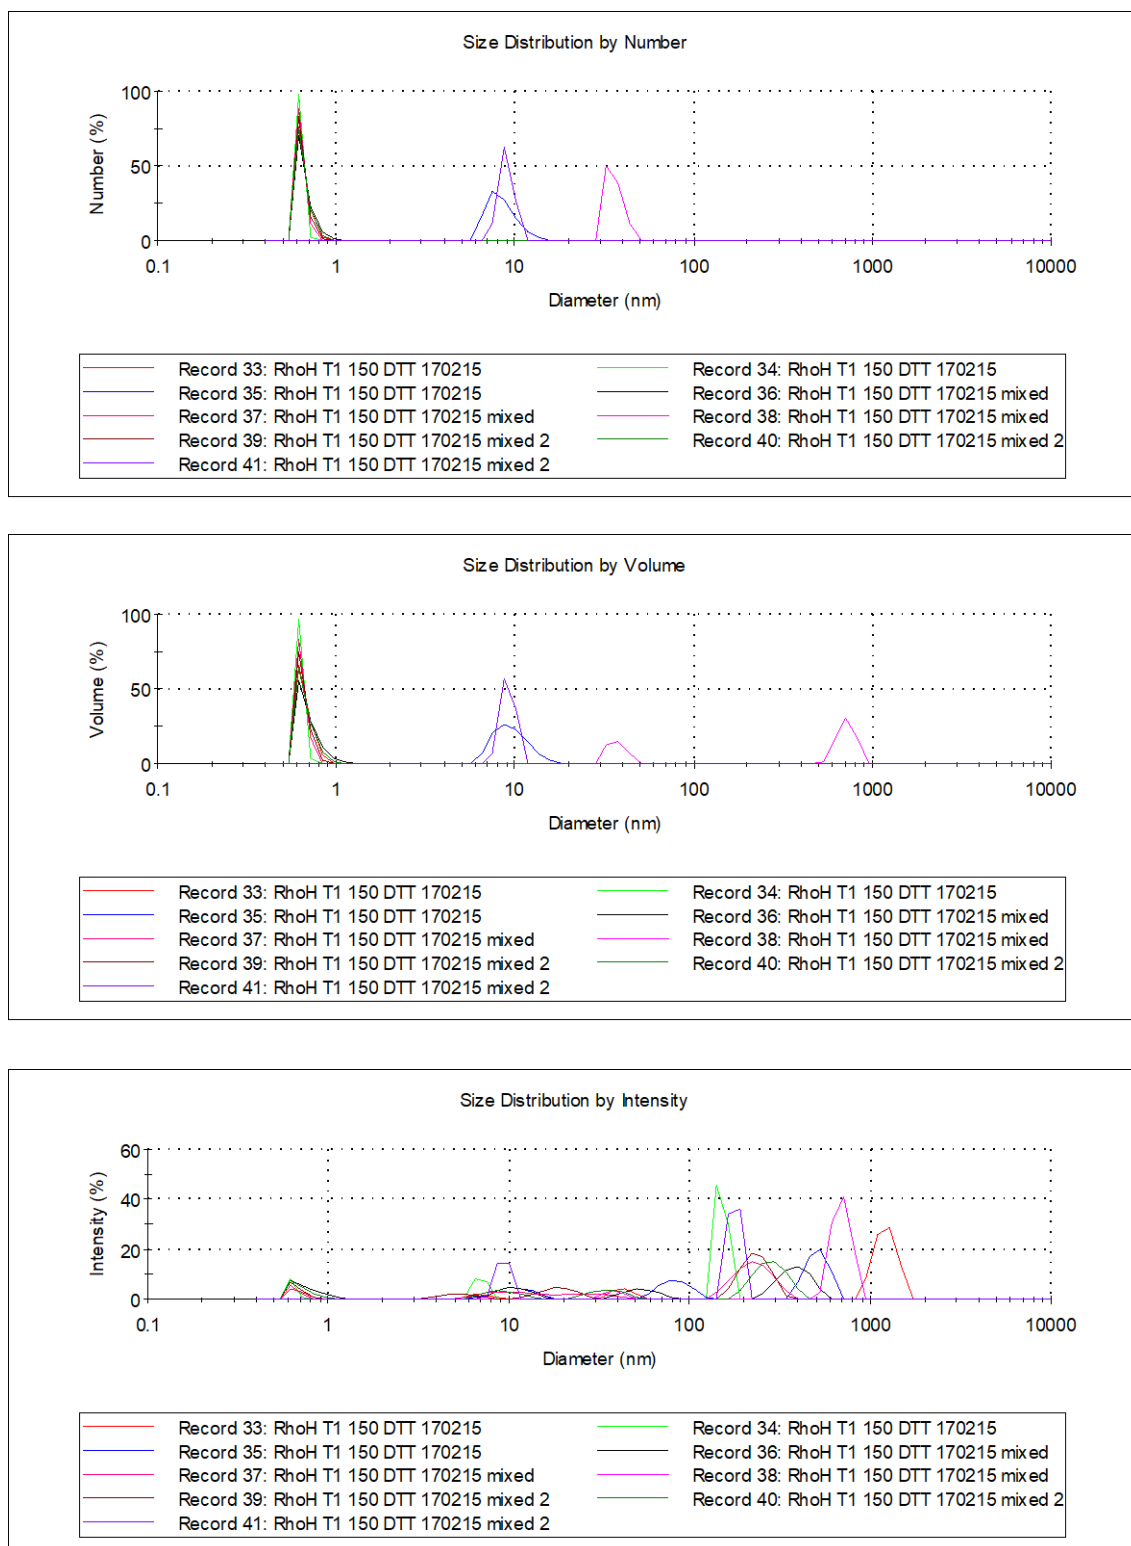 Size Distribution by Number
100
50
0
Number (%)
0.1 1 10 100 1000 10000
Diameter (nm)
Record 33: RhoH T1 150 DTT 170215 Record 34: RhoH T1 150 DTT 170215
Record 35: RhoH T1 150 DTT 170215 Record 36: RhoH T1 150 DTT 170215 mixed
Record 37: RhoH T1 150 DTT 170215 mixed Record 38: RhoH T1 150 DTT 170215 mixed
Record 39: RhoH T1 150 DTT 170215 mixed 2 Record 40: RhoH T1 150 DTT 170215 mixed 2
Record 41: RhoH T1 150 DTT 170215 mixed 2
Size Distribution by Volume
100
50
0
Volume (%)
0.1 1 10 100 1000 10000
Diameter (nm)
Record 33: RhoH T1 150 DTT 170215 Record 34: RhoH T1 150 DTT 170215
Record 35: RhoH T1 150 DTT 170215 Record 36: RhoH T1 150 DTT 170215 mixed
Record 37: RhoH T1 150 DTT 170215 mixed Record 38: RhoH T1 150 DTT 170215 mixed
Record 39: RhoH T1 150 DTT 170215 mixed 2 Record 40: RhoH T1 150 DTT 170215 mixed 2
Record 41: RhoH T1 150 DTT 170215 mixed 2
Size Distribution by Intensity
60
40
20
0
Intensity (%)
0.1 1 10 100 1000 10000
Diameter (nm)
Record 33: RhoH T1 150 DTT 170215 Record 34: RhoH T1 150 DTT 170215
Record 35: RhoH T1 150 DTT 170215 Record 36: RhoH T1 150 DTT 170215 mixed
Record 37: RhoH T1 150 DTT 170215 mixed Record 38: RhoH T1 150 DTT 170215 mixed
Record 39: RhoH T1 150 DTT 170215 mixed 2 Record 40: RhoH T1 150 DTT 170215 mixed 2
Record 41: RhoH T1 150 DTT 170215 mixed 2